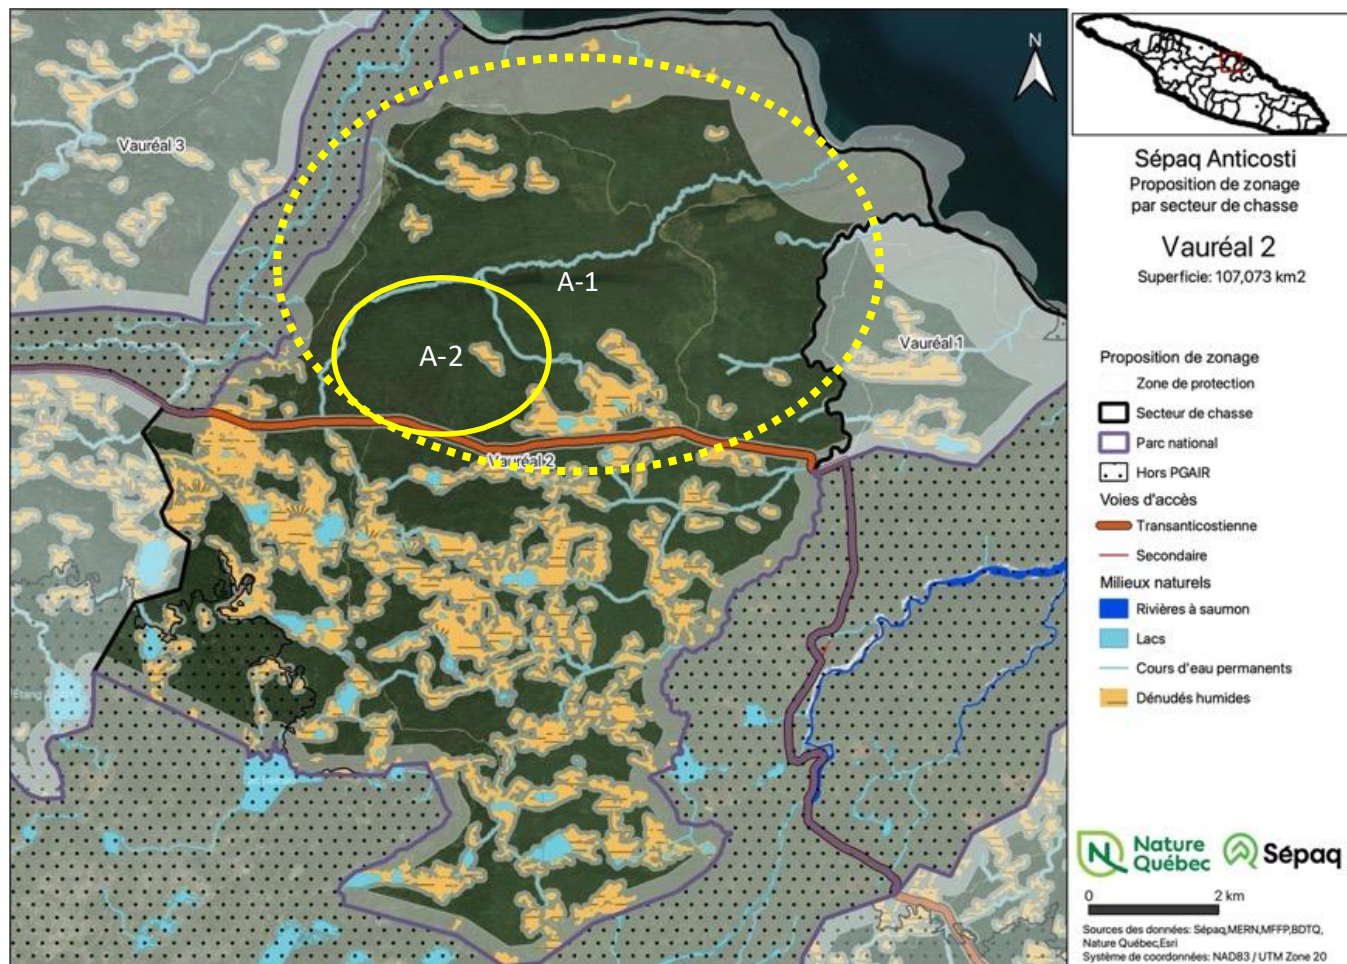 N
Vauréal 3
A-1
A-2
Vauréal 1
Vauréal 2
Étang
Sépaq Anticosti
Proposition de zonage
par secteur de chasse
Vauréal 2
Superficie: 107,073 km2
Proposition de zonage
Zone de protection
Secteur de chasse
Parc national
Hors PGAIR
Voies d'accès
Transanticostienne
Secondaire
Milieux naturels
Rivières à saumon
Lacs
Cours d'eau permanents
Dénudés humides
Nature
Québec
Sépaq
0 2 km
Sources des données: Sépaq,MERN,MFFP,BDTQ,
Nature Québec,Esri
Système de coordonnées: NAD83 / UTM Zone 20